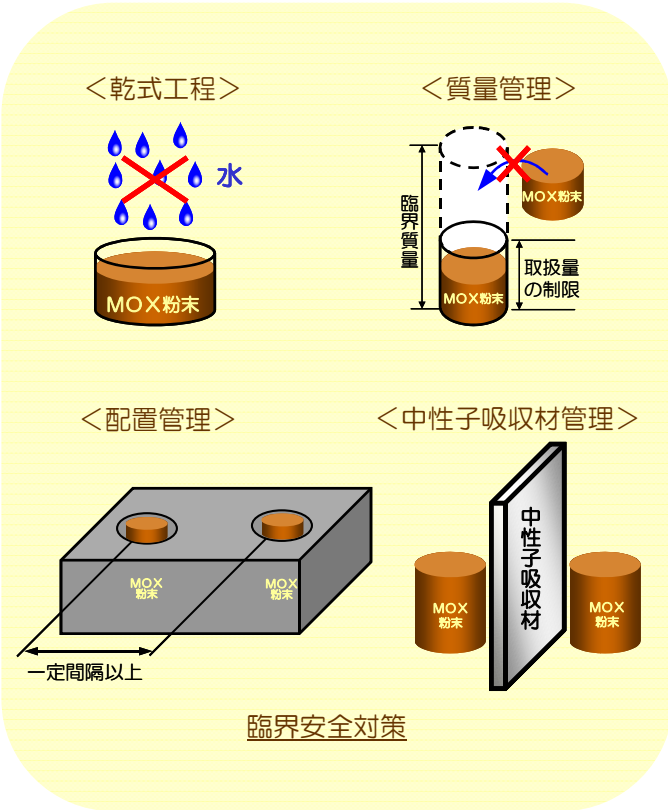 ＜乾式工程＞
水
MOX粉末
＜質量管理＞
臨界質量
MOX粉末
MOX粉末
取扱量
の制限
＜配置管理＞
MOX
粉末
MOX
粉末
一定間隔以上
＜中性子吸収材管理＞
中性子吸収材
MOX
粉末
MOX
粉末
臨界安全対策